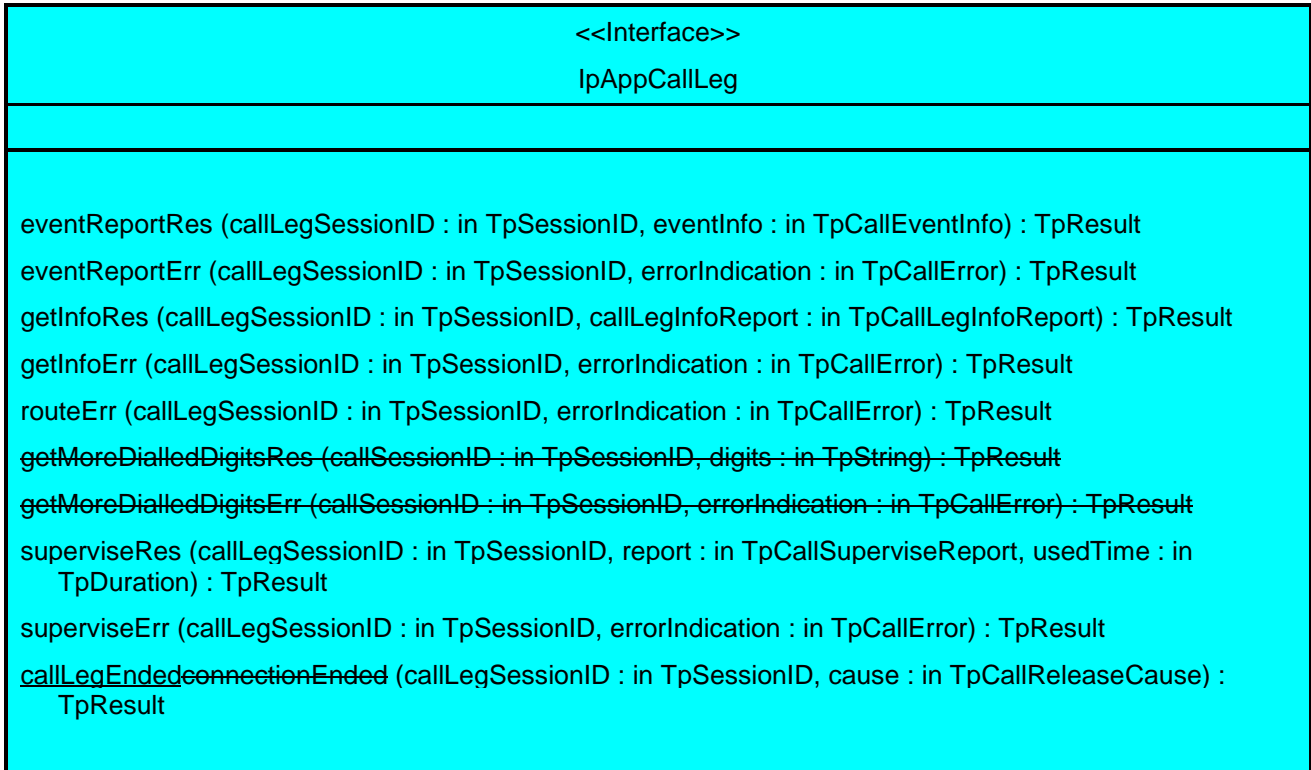 <<Interface>>
IpAppCallLeg
eventReportRes (callLegSessionID : in TpSessionID, eventInfo : in TpCallEventInfo) : TpResult
eventReportErr (callLegSessionID : in TpSessionID, errorIndication : in TpCallError) : TpResult
getInfoRes (callLegSessionID : in TpSessionID, callLegInfoReport : in TpCallLegInfoReport) : TpResult
getInfoErr (callLegSessionID : in TpSessionID, errorIndication : in TpCallError) : TpResult
routeErr (callLegSessionID : in TpSessionID, errorIndication : in TpCallError) : TpResult
getMoreDialledDigitsRes (callSessionID : in TpSessionID, digits : in TpString) : TpResult
getMoreDialledDigitsErr (callSessionID : in TpSessionID, errorIndication : in TpCallError) : TpResult
superviseRes (callLegSessionID : in TpSessionID, report : in TpCallSuperviseReport, usedTime : in
TpDuration) : TpResult
superviseErr (callLegSessionID : in TpSessionID, errorIndication : in TpCallError) : TpResult
callLegEndedconnectionEnded (callLegSessionID : in TpSessionID, cause : in TpCallReleaseCause) :
TpResult